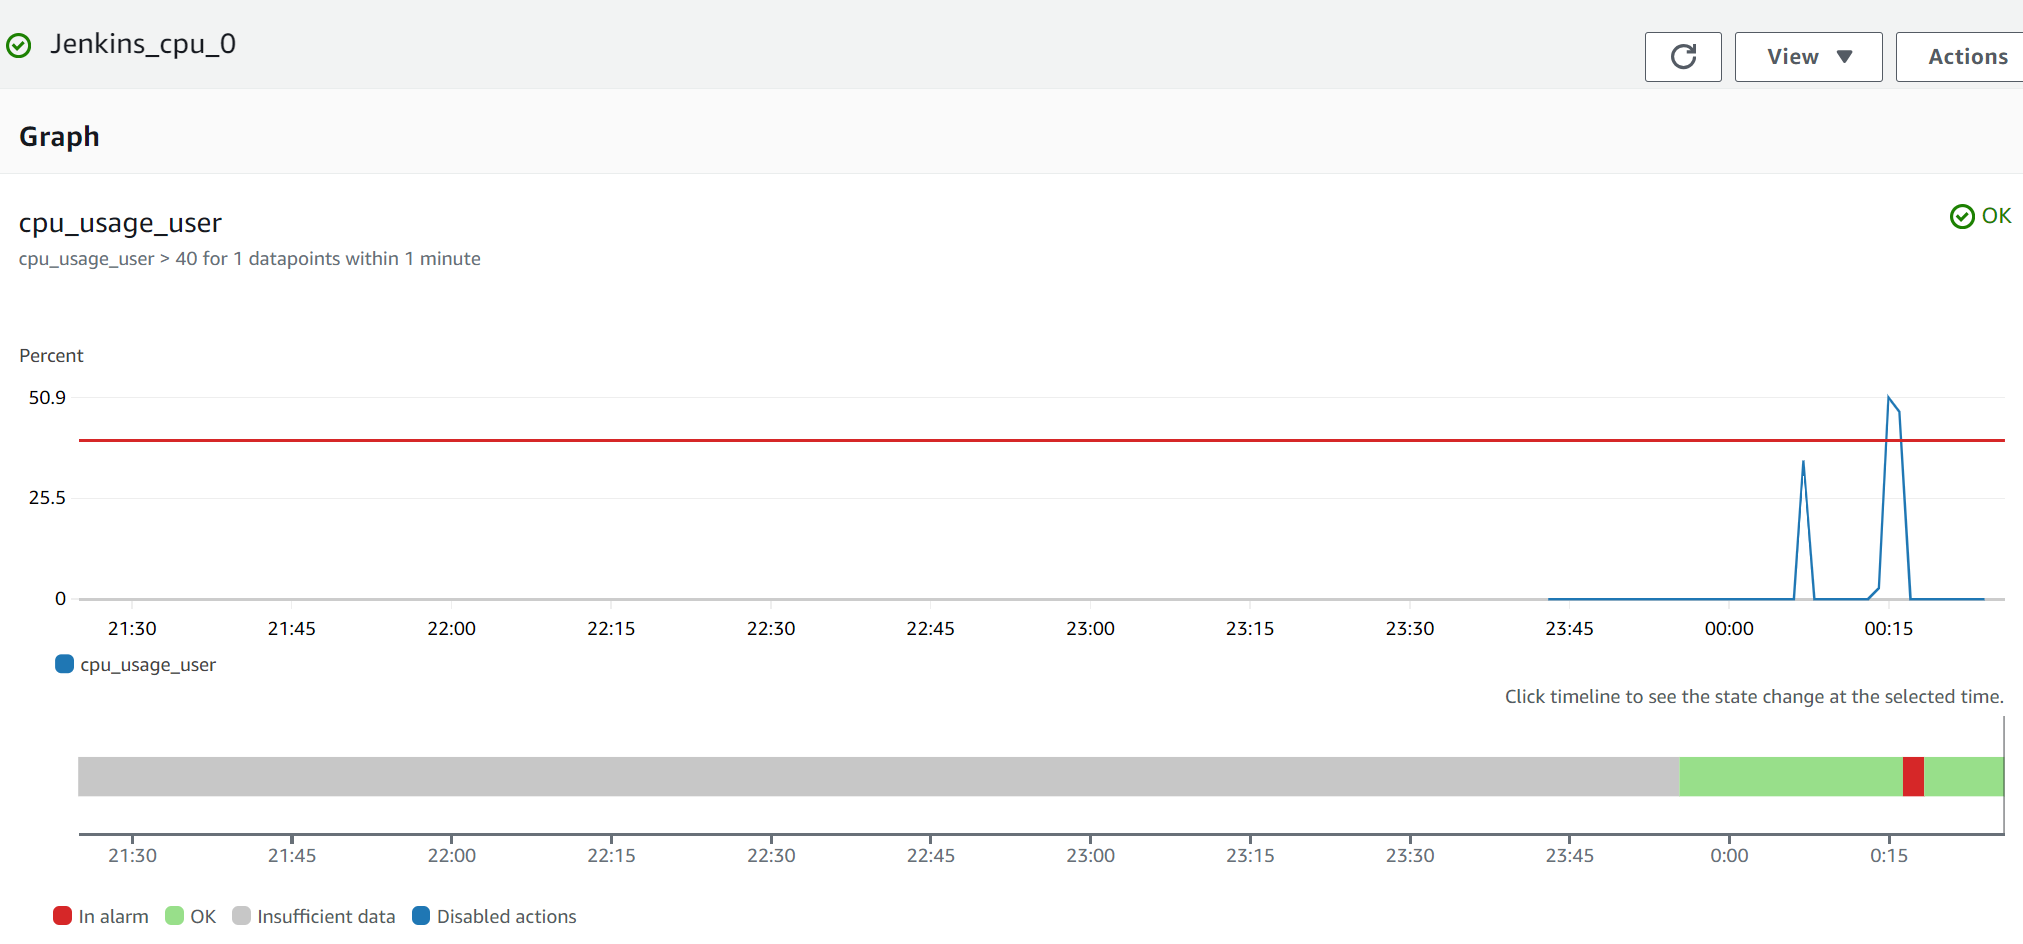 Jenkins_cpu_0
View
Actions
Graph
cpu_usage_user
OK
cpu_usage_user > 40 for 1 datapoints within 1 minute
Percent
50.9
25.5
0
21:30 21:45 22:00 22:15 22:30 22:45 23:00 23:15 23:30 23:45 00:00 00:15
cpu_usage_user
Click timeline to see the state change at the selected time.
21:30 21:45 22:00 22:15 22:30 22:45 23:00 23:15 23:30 23:45 0:00 0:15
In alarm OK Insufficient data Disabled actions